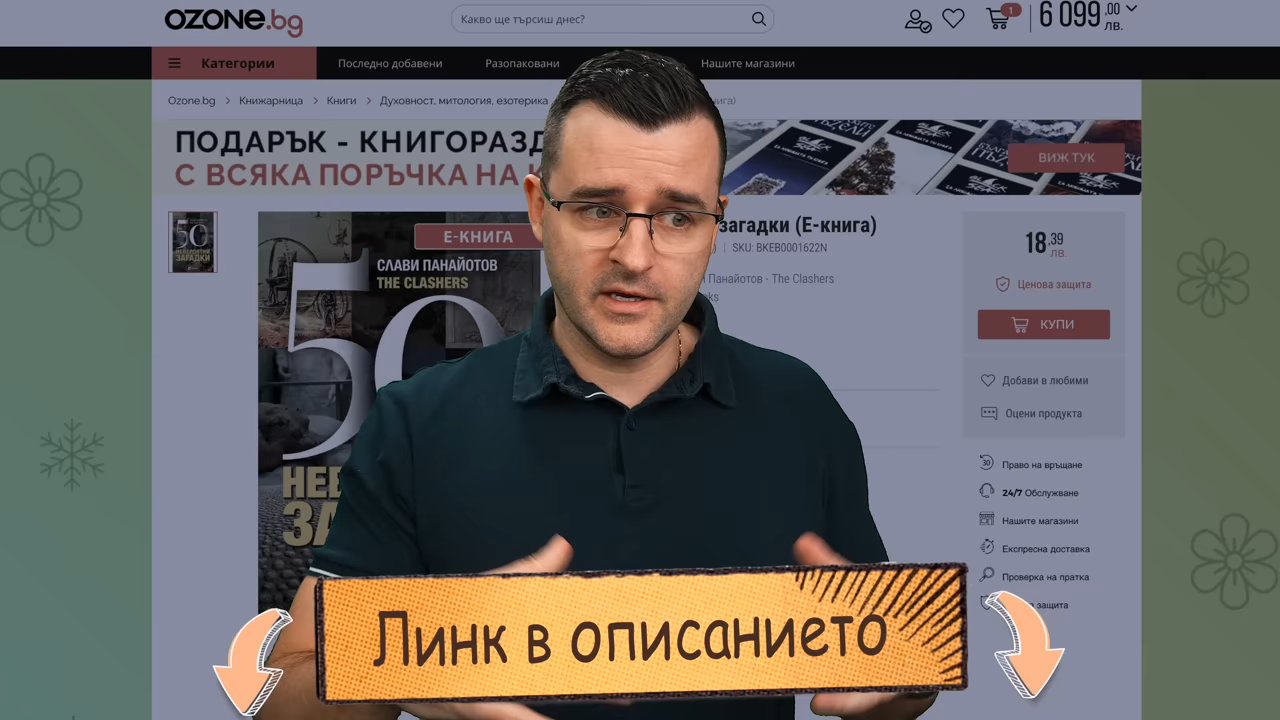 OZONE.bg
Какво ще търсиш днес?
1
6 099,00 лв.
Категории
Последно добавени
Разопаковани
Нашите магазини
Ozone.bg > Книжарница > Книги > Духовност, митология, езотерика
ПОДАРЪК -
С ВСЯКА ПОРЪЧКА НА
ВИЖ ТУК
50
Е-КНИГА
СЛАВИ ПАНАЙОТОВ
THE CLASHERS
50
загадки (Е-книга)
SKU: BKEB0001622N
Панайотов - The Clashers
18,39 лв.
Ценова защита
КУПИ
Добави в любими
Оцени продукта
30 Право на връщане
24/7 Обслужване
Нашите магазини
Експресна доставка
Проверка на пратка
защита
Линк в описанието